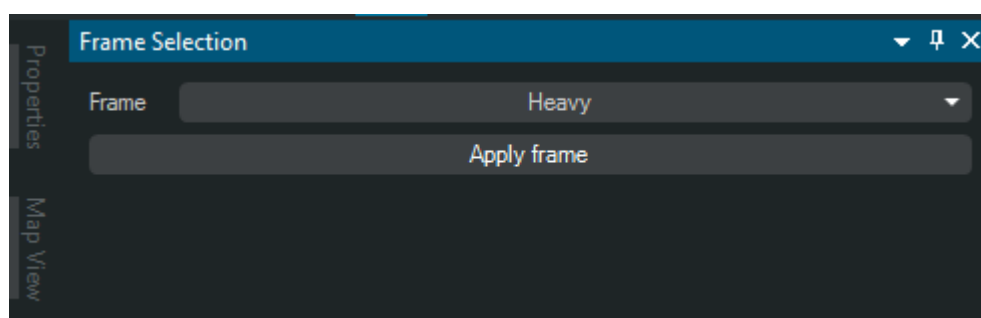 Frame Selection
Frame
Heavy
Apply frame
Properties
Map View